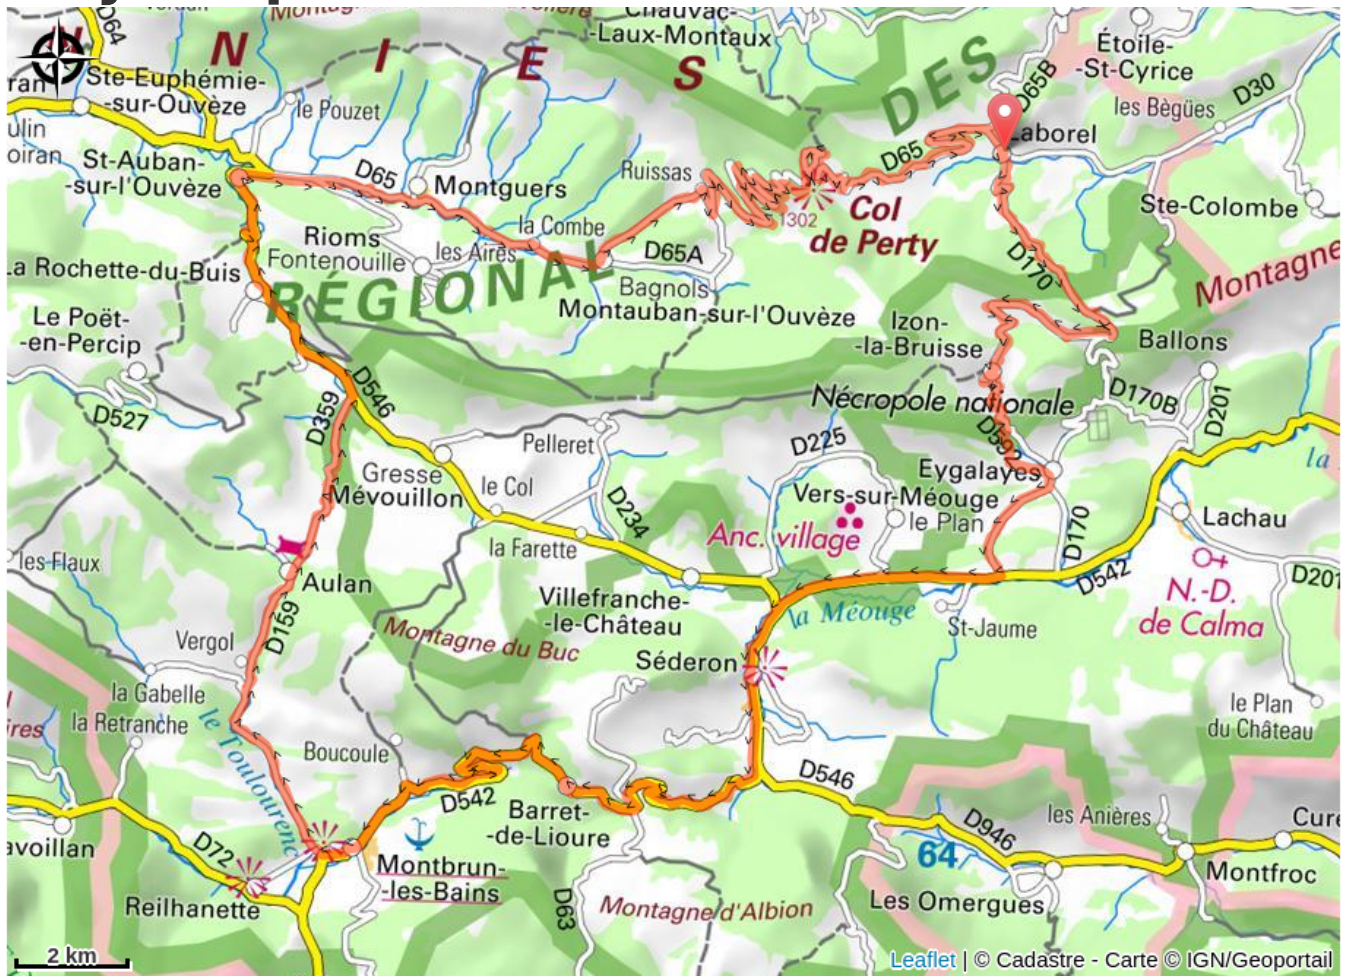 D64
N
I
E
S
DES
Chauvac-
-Laux-Montaux
Étoile-
-St-Cyrice
D65B
les Bègües
D30
Ste-Euphémie-
-sur-Ouvèze
le Pouzet
Laborel
St-Auban-
-sur-l'Ouvèze
D65
Montguers
Ruissas
D65
1302
Col
de Perty
Ste-Colombe
la Combe
Rioms
Fontenouille
les Aires
D65A
D170
Montagne
La Rochette-du-Buis
RÉGIONAL
Bagnols
Montauban-sur-l'Ouvèze
Le Poët-
-en-Percip
Izon-
-la-Bruisse
Ballons
D546
Nécropole nationale
D170B
D201
D527
D359
Pelleret
D225
D592
la
Gresse
Mévouillon
le Col
Eygalayes
Vers-sur-Méouge
le Plan
D234
Anc. village
D170
Lachau
la Farette
les Flaux
Aulan
D542
D201
N.-D.
de Calma
Villefranche-
-le-Château
la Méouge
St-Jaume
D159
Vergol
Montagne du Buc
Séderon
la Gabelle
la Retranche
le Toulourenc
le Plan
du Château
Boucoule
D542
D546
Barret-
-de-Lioure
les Anières
D946
64
D72
Montbrun-
-les-Bains
Montfroc
Reilhanette
D63
Montagne d'Albion
Les Omergues
2 km
Leaflet | © Cadastre - Carte © IGN/Geoportail